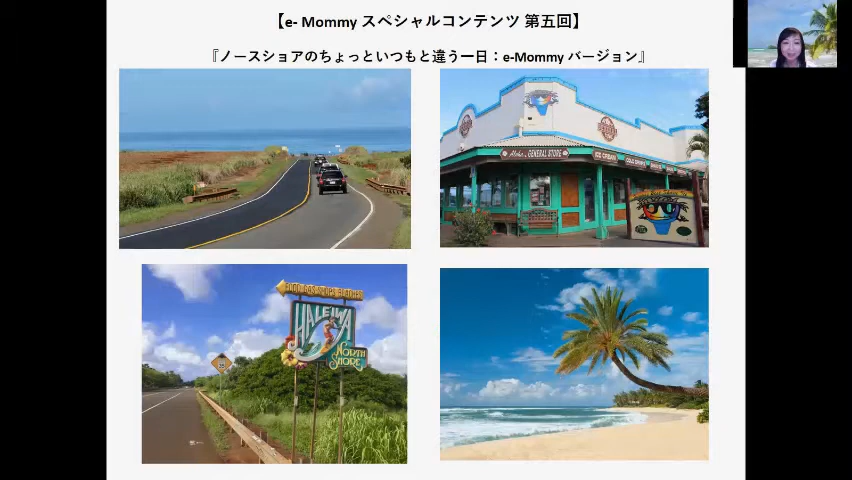 【e- Mommy スペシャルコンテンツ 第五回】
『ノースショアのちょっといつもと違う一日：e-Mommy バージョン』
Aloha GENERAL STORE
ICE CREAM
HALEIWA
NORTH
SHORE